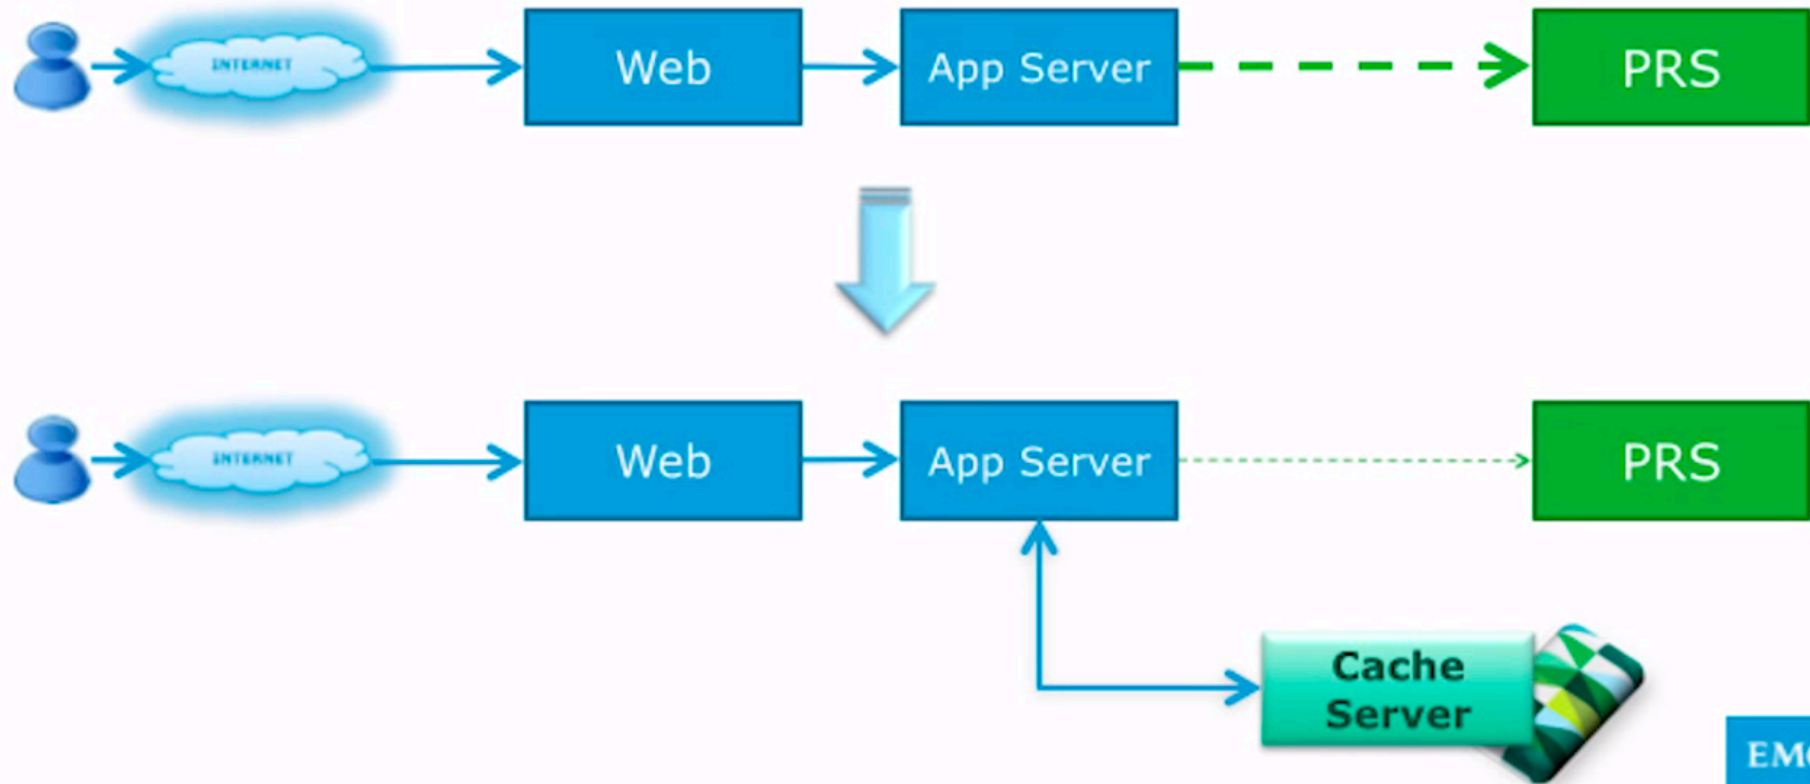 INTERNET
Web
App Server
PRS
INTERNET
Web
App Server
PRS
Cache
Server